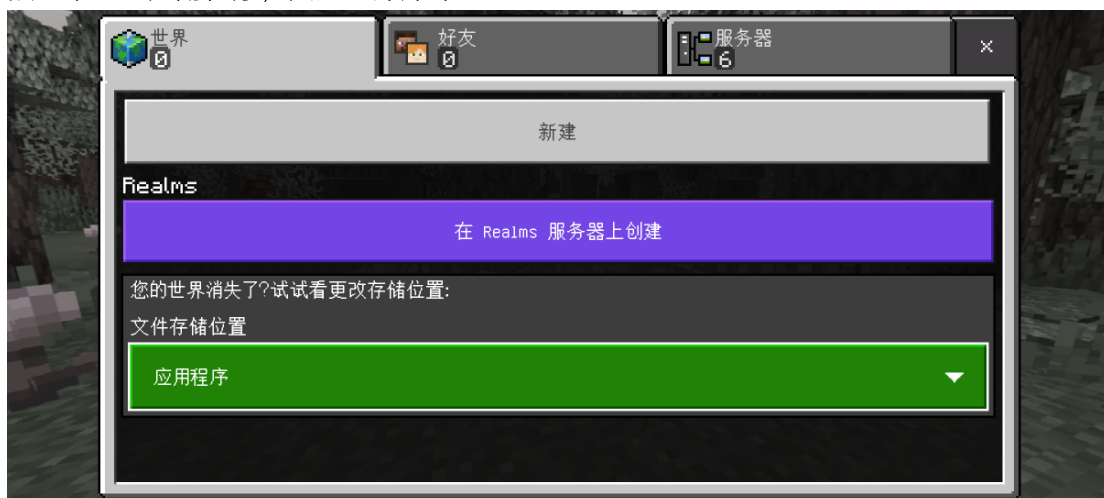 世界
0
好友
0
服务器
6
新建
Realms
在 Realms 服务器上创建
您的世界消失了?试试看更改存储位置:
文件存储位置
应用程序